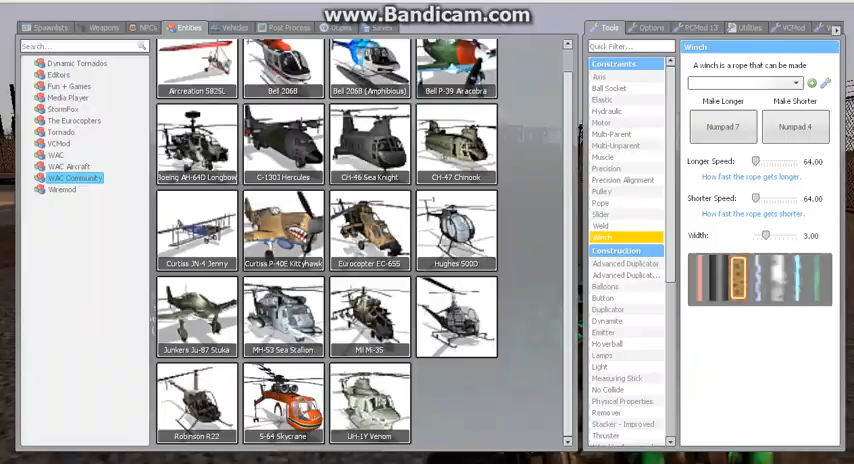 www.Bandicam.com
Spawnlists Weapons NPCs Entities Vehicles Post Process Dupes Saves
Tools Options PCMod 13 Utilities VCMod
Search...
Dynamic Tornados
Editors
Fun + Games
Media Player
StormFox
The Eurocopters
Tornado
VCMod
WAC
WAC Aircraft
WAC Community
Wiremod
Aircreation 582SL
Bell 206B
Bell 206B (Amphibious)
Bell P-39 Airacobra
Boeing AH-64D Longbow
C-130J Hercules
CH-46 Sea Knight
CH-47 Chinook
Curtiss JN-4 Jenny
Curtiss P-40E Kittyhawk
Eurocopter EC-655
Hughes 500D
Junkers Ju-87 Stuka
MH-53 Sea Stallion
Mil Mi-35
Robinson R22
S-64 Skycrane
UH-1Y Venom
Quick Filter...
Constraints
Axis
Ball Socket
Elastic
Hydraulic
Motor
Multi-Parent
Multi-Unparent
Muscle
Precision
Precision Alignment
Pulley
Rope
Slider
Weld
Winch
Construction
Advanced Duplicator
Advanced Duplicat...
Balloons
Button
Duplicator
Dynamite
Emitter
Hoverball
Lamps
Light
Measuring Stick
No Collide
Physical Properties
Remover
Stacker - Improved
Thruster
Winch
A winch is a rope that can be made
Make Longer Make Shorter
Numpad 7 Numpad 4
Longer Speed: 64.00
How fast the rope gets longer.
Shorter Speed: 64.00
How fast the rope gets shorter.
Width: 3.00